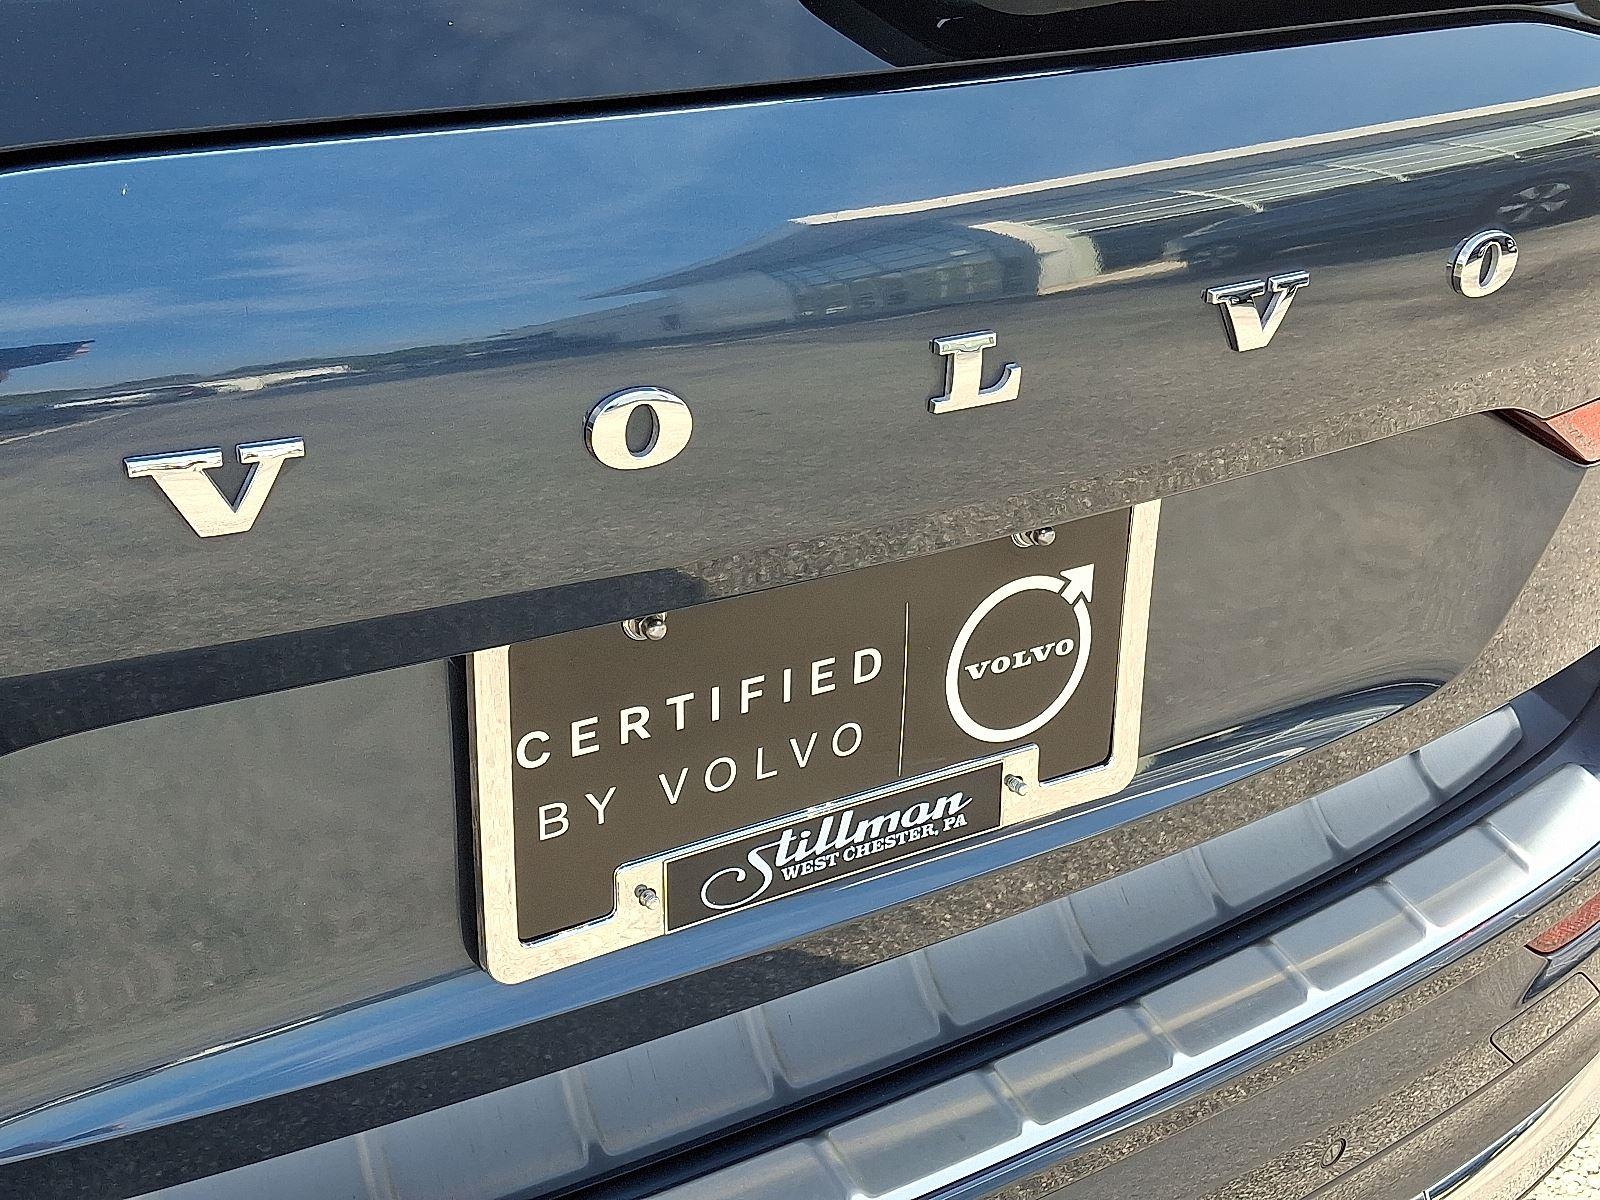 VOLVO
CERTIFIED
BY VOLVO
VOLVO
Stillman
WEST CHESTER, PA